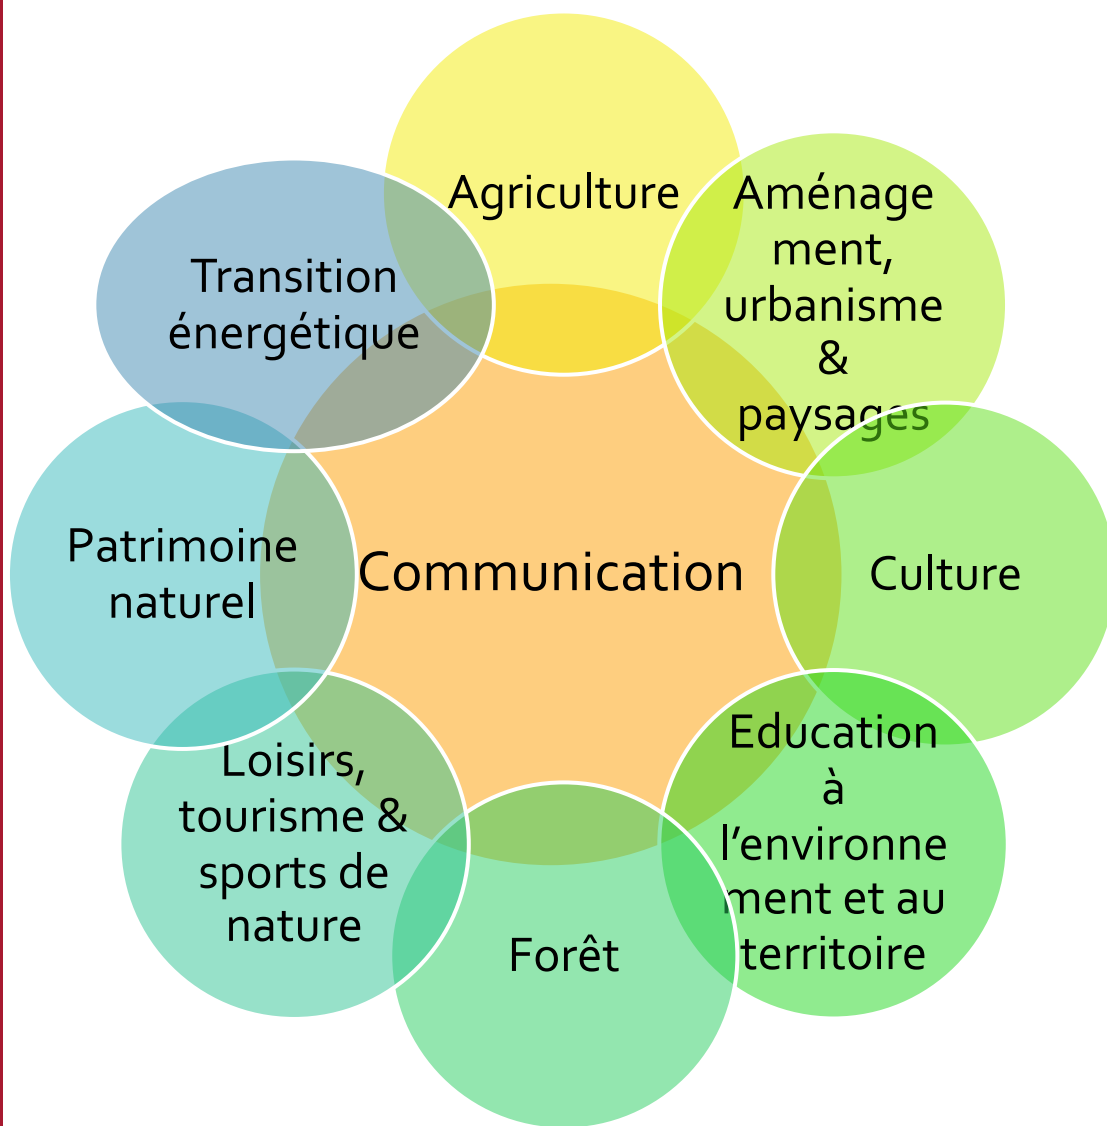 Agriculture
Aménage
ment,
urbanisme
&
paysages
Culture
Education
à
l'environne
ment et au
territoire
Forêt
Loisirs,
tourisme &
sports de
nature
Patrimoine
naturel
Transition
énergétique
Communication